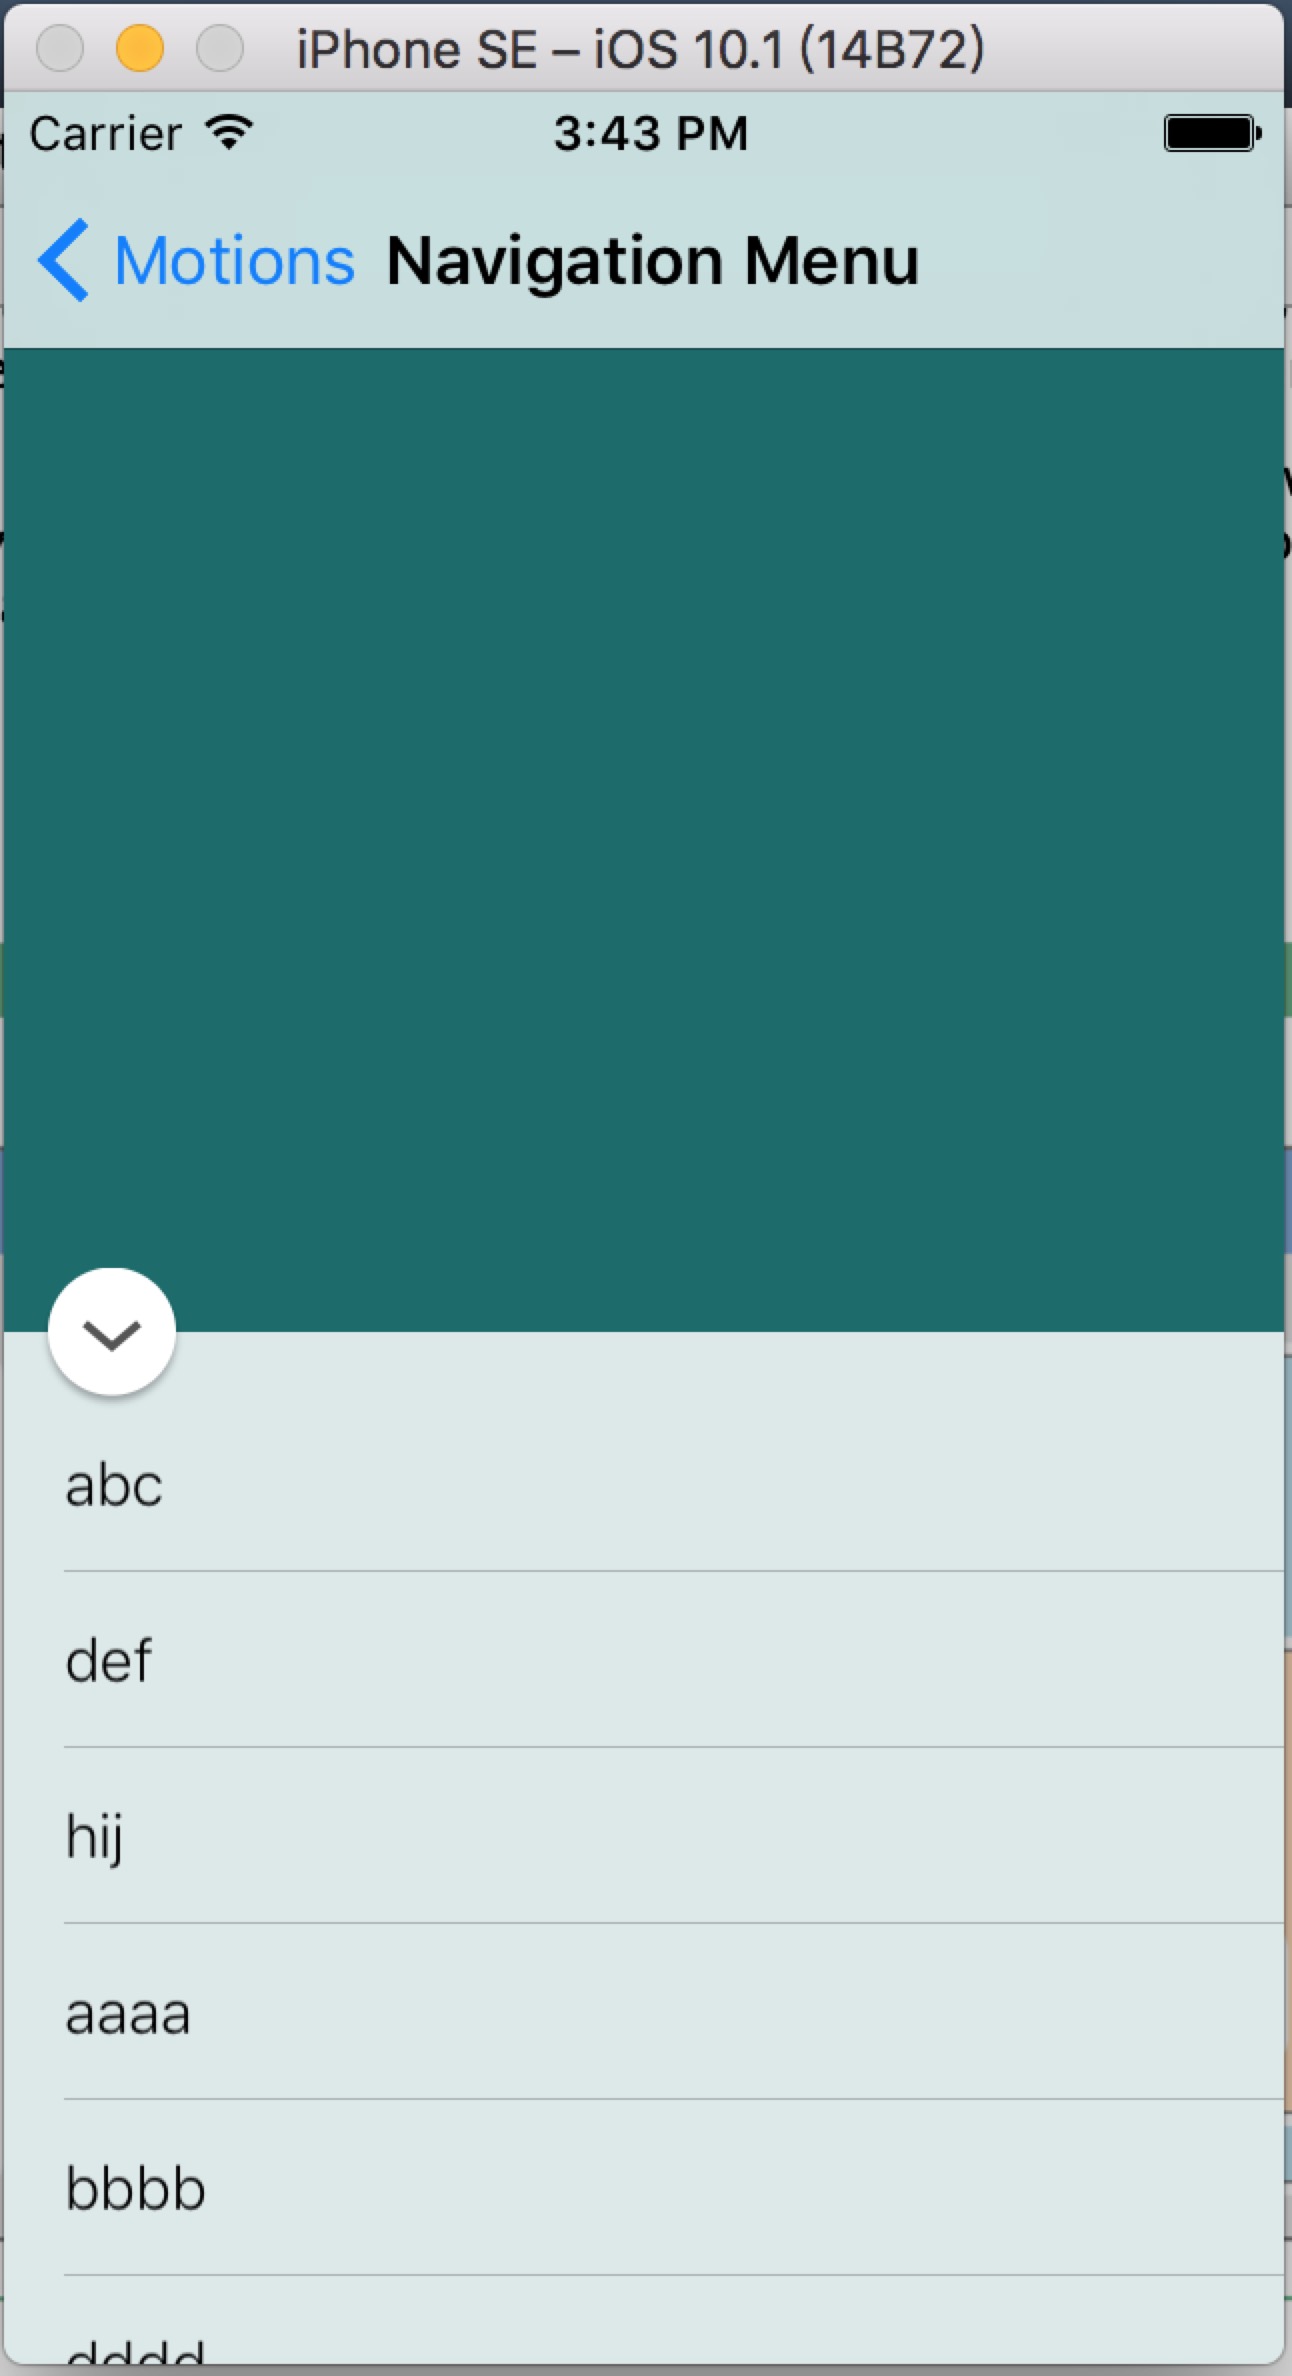 iPhone SE – iOS 10.1 (14B72)
Carrier 3:43 PM
Motions Navigation Menu
abc
def
hij
aaaa
bbbb
dddd